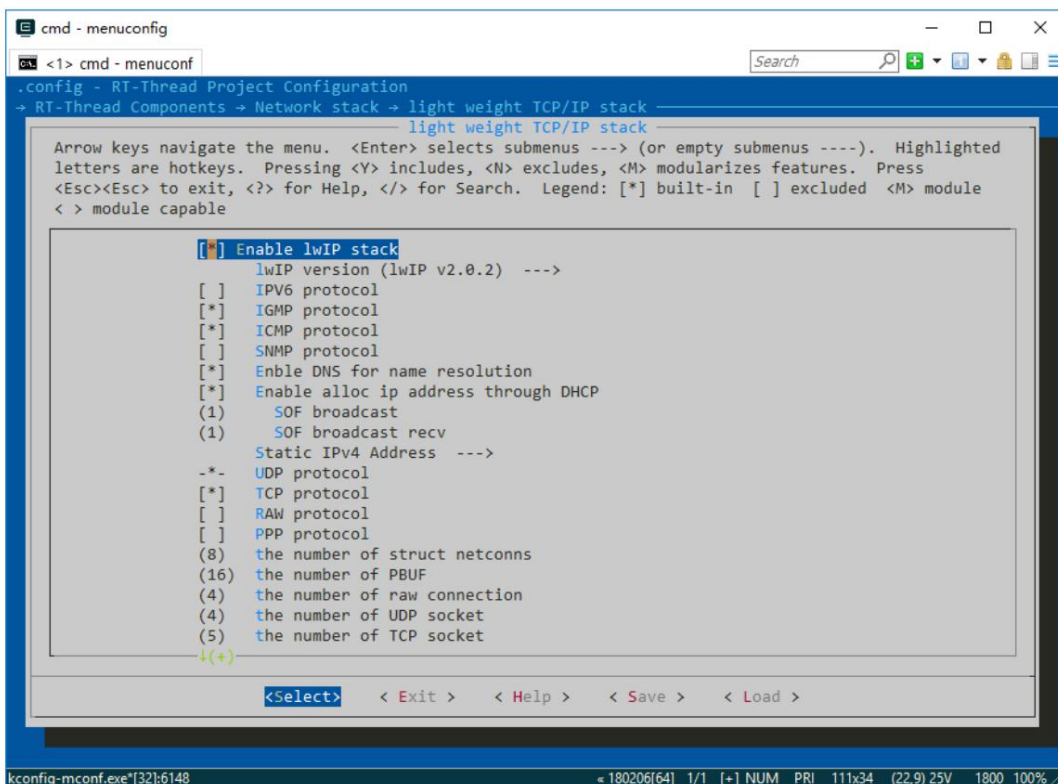 cmd - menuconfig
<1> cmd - menuconf
Search
.config - RT-Thread Project Configuration
→ RT-Thread Components → Network stack → light weight TCP/IP stack
light weight TCP/IP stack
Arrow keys navigate the menu. <Enter> selects submenus ---> (or empty submenus ----). Highlighted
letters are hotkeys. Pressing <Y> includes, <N> excludes, <M> modularizes features. Press
<Esc><Esc> to exit, <?> for Help, </> for Search. Legend: [*] built-in [ ] excluded <M> module
< > module capable
[*] Enable lwIP stack
lwIP version (lwIP v2.0.2) --->
[ ] IPV6 protocol
[*] IGMP protocol
[*] ICMP protocol
[ ] SNMP protocol
[*] Enble DNS for name resolution
[*] Enable alloc ip address through DHCP
(1) SOF broadcast
(1) SOF broadcast recv
Static IPv4 Address --->
-*- UDP protocol
[*] TCP protocol
[ ] RAW protocol
[ ] PPP protocol
(8) the number of struct netconns
(16) the number of PBUF
(4) the number of raw connection
(4) the number of UDP socket
(5) the number of TCP socket
↓(+)
<Select> < Exit > < Help > < Save > < Load >
kconfig-mconf.exe*[32]:6148 « 180206[64] 1/1 [+] NUM PRI 111x34 (22,9) 25V 1800 100%